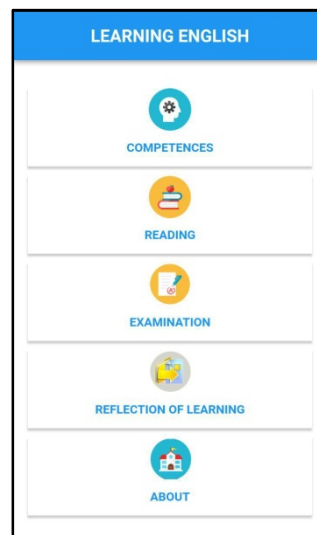 LEARNING ENGLISH
COMPETENCES
READING
EXAMINATION
REFLECTION OF LEARNING
ABOUT